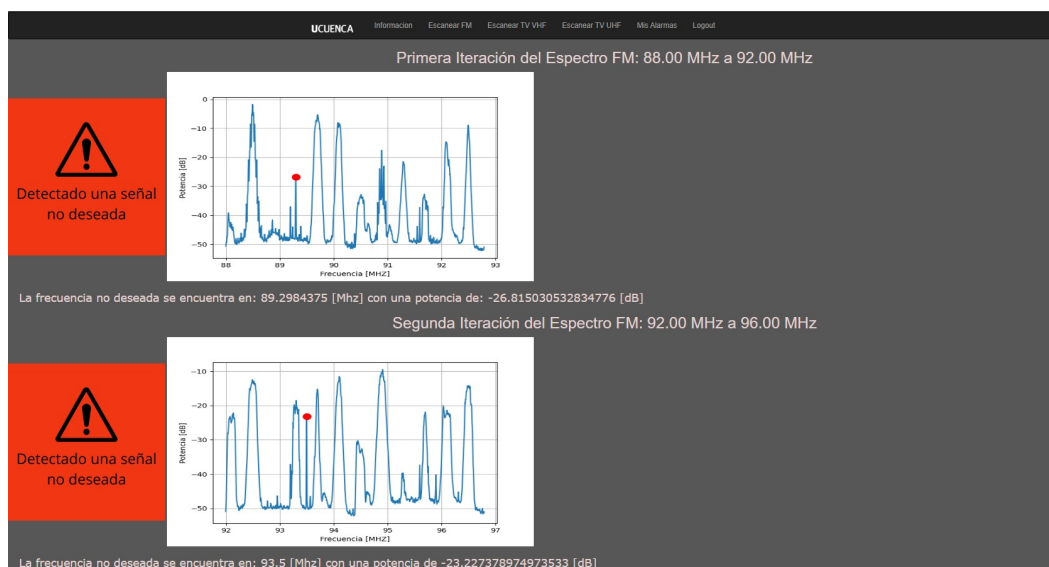 UCUENCA Informacion Escanear FM Escanear TV VHF Escanear TV UHF Mis Alarmas Logout
Primera Iteración del Espectro FM: 88.00 MHz a 92.00 MHz
Detectado una señal
no deseada
Potencia [dB]
0
−10
−20
−30
−40
−50
88 89 90 91 92 93
Frecuencia [MHZ]
La frecuencia no deseada se encuentra en: 89.2984375 [Mhz] con una potencia de: -26.815030532834776 [dB]
Segunda Iteración del Espectro FM: 92.00 MHz a 96.00 MHz
Detectado una señal
no deseada
Potencia [dB]
−10
−20
−30
−40
−50
92 93 94 95 96 97
Frecuencia [MHZ]
La frecuencia no deseada se encuentra en: 93.5 [Mhz] con una potencia de -23.227378974973533 [dB]